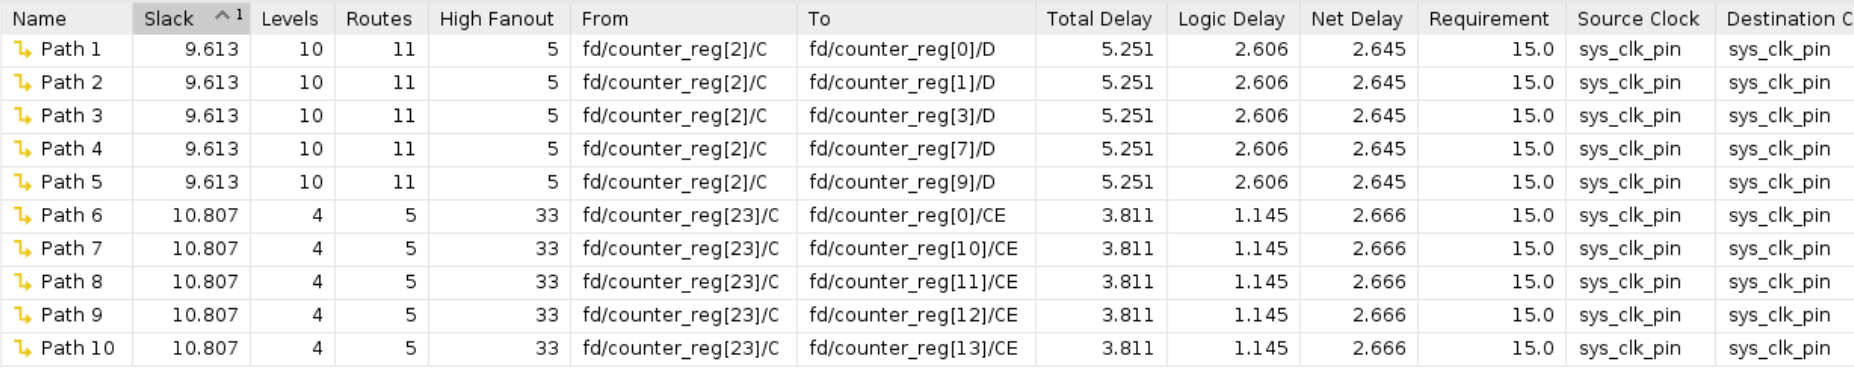 Name Slack 1 Levels Routes High Fanout From To Total Delay Logic Delay Net Delay Requirement Source Clock Destination C
Path 1 9.613 10 11 5 fd/counter_reg[2]/C fd/counter_reg[0]/D 5.251 2.606 2.645 15.0 sys_clk_pin sys_clk_pin
Path 2 9.613 10 11 5 fd/counter_reg[2]/C fd/counter_reg[1]/D 5.251 2.606 2.645 15.0 sys_clk_pin sys_clk_pin
Path 3 9.613 10 11 5 fd/counter_reg[2]/C fd/counter_reg[3]/D 5.251 2.606 2.645 15.0 sys_clk_pin sys_clk_pin
Path 4 9.613 10 11 5 fd/counter_reg[2]/C fd/counter_reg[7]/D 5.251 2.606 2.645 15.0 sys_clk_pin sys_clk_pin
Path 5 9.613 10 11 5 fd/counter_reg[2]/C fd/counter_reg[9]/D 5.251 2.606 2.645 15.0 sys_clk_pin sys_clk_pin
Path 6 10.807 4 5 33 fd/counter_reg[23]/C fd/counter_reg[0]/CE 3.811 1.145 2.666 15.0 sys_clk_pin sys_clk_pin
Path 7 10.807 4 5 33 fd/counter_reg[23]/C fd/counter_reg[10]/CE 3.811 1.145 2.666 15.0 sys_clk_pin sys_clk_pin
Path 8 10.807 4 5 33 fd/counter_reg[23]/C fd/counter_reg[11]/CE 3.811 1.145 2.666 15.0 sys_clk_pin sys_clk_pin
Path 9 10.807 4 5 33 fd/counter_reg[23]/C fd/counter_reg[12]/CE 3.811 1.145 2.666 15.0 sys_clk_pin sys_clk_pin
Path 10 10.807 4 5 33 fd/counter_reg[23]/C fd/counter_reg[13]/CE 3.811 1.145 2.666 15.0 sys_clk_pin sys_clk_pin